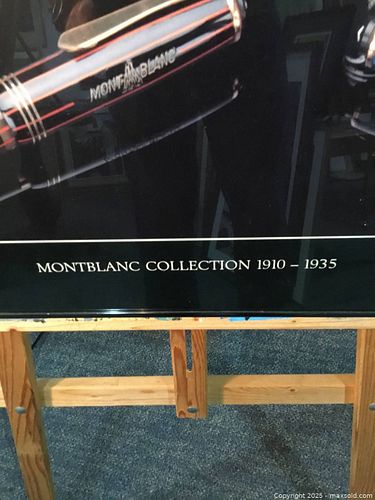 MONTBLANC
MONTBLANC COLLECTION 1910 – 1935
Copyright 2025 - maxsold.com